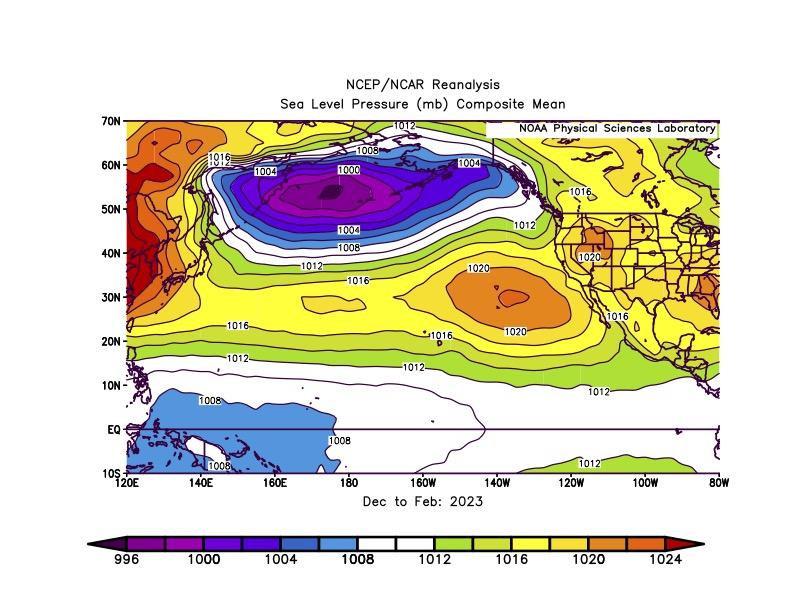 NCEP/NCAR Reanalysis
Sea Level Pressure (mb) Composite Mean
NOAA Physical Sciences Laboratory
70N
1012
1016
1012
1008
60N
1004
1000
1004
1016
50N
1004
1012
1008
40N
1020
1012
1020
1016
30N
1016
1016
1020
20N
1016
1012
1012
10N
1012
1008
EQ
1008
1008
1012
10S
120E 140E 160E 180 160W 140W 120W 100W 80W
Dec to Feb: 2023
996 1000 1004 1008 1012 1016 1020 1024